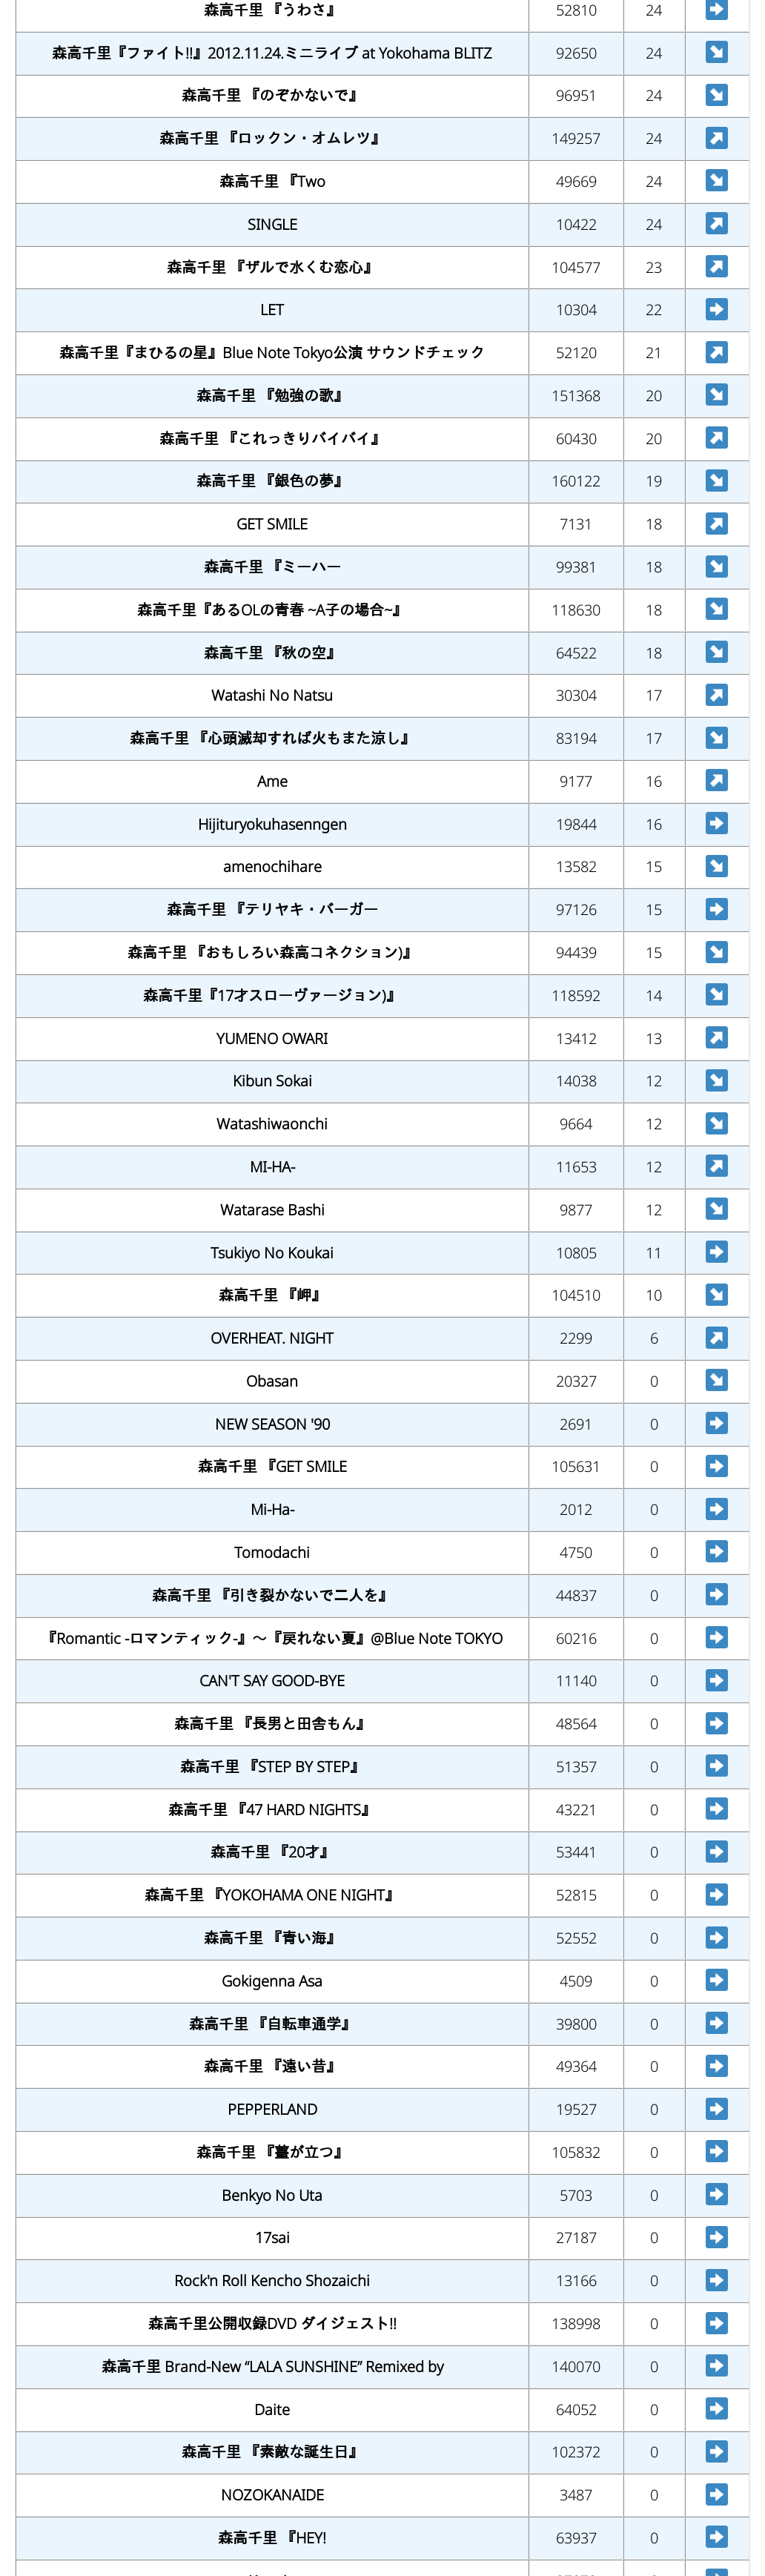 森高千里 『うわさ』 52810 24
森高千里『ファイト!!』2012.11.24.ミニライブ at Yokohama BLITZ 92650 24
森高千里 『のぞかないで』 96951 24
森高千里 『ロックン・オムレツ』 149257 24
森高千里 『Two 49669 24
SINGLE 10422 24
森高千里 『ザルで水くむ恋心』 104577 23
LET 10304 22
森高千里『まひるの星』Blue Note Tokyo公演 サウンドチェック 52120 21
森高千里 『勉強の歌』 151368 20
森高千里 『これっきりバイバイ』 60430 20
森高千里 『銀色の夢』 160122 19
GET SMILE 7131 18
森高千里 『ミーハー 99381 18
森高千里『あるOLの青春 ~A子の場合~』 118630 18
森高千里 『秋の空』 64522 18
Watashi No Natsu 30304 17
森高千里 『心頭滅却すれば火もまた涼し』 83194 17
Ame 9177 16
Hijituryokuhasenngen 19844 16
amenochihare 13582 15
森高千里 『テリヤキ・バーガー 97126 15
森高千里 『おもしろい森高コネクション)』 94439 15
森高千里『17才スローヴァージョン)』 118592 14
YUMENO OWARI 13412 13
Kibun Sokai 14038 12
Watashiwaonchi 9664 12
MI-HA- 11653 12
Watarase Bashi 9877 12
Tsukiyo No Koukai 10805 11
森高千里 『岬』 104510 10
OVERHEAT. NIGHT 2299 6
Obasan 20327 0
NEW SEASON '90 2691 0
森高千里 『GET SMILE 105631 0
Mi-Ha- 2012 0
Tomodachi 4750 0
森高千里 『引き裂かないで二人を』 44837 0
『Romantic -ロマンティック-』～『戻れない夏』@Blue Note TOKYO 60216 0
CAN'T SAY GOOD-BYE 11140 0
森高千里 『長男と田舎もん』 48564 0
森高千里 『STEP BY STEP』 51357 0
森高千里 『47 HARD NIGHTS』 43221 0
森高千里 『20才』 53441 0
森高千里 『YOKOHAMA ONE NIGHT』 52815 0
森高千里 『青い海』 52552 0
Gokigenna Asa 4509 0
森高千里 『自転車通学』 39800 0
森高千里 『遠い昔』 49364 0
PEPPERLAND 19527 0
森高千里 『薹が立つ』 105832 0
Benkyo No Uta 5703 0
17sai 27187 0
Rock'n Roll Kencho Shozaichi 13166 0
森高千里公開収録DVD ダイジェスト!! 138998 0
森高千里 Brand-New “LALA SUNSHINE” Remixed by 140070 0
Daite 64052 0
森高千里 『素敵な誕生日』 102372 0
NOZOKANAIDE 3487 0
森高千里 『HEY! 63937 0